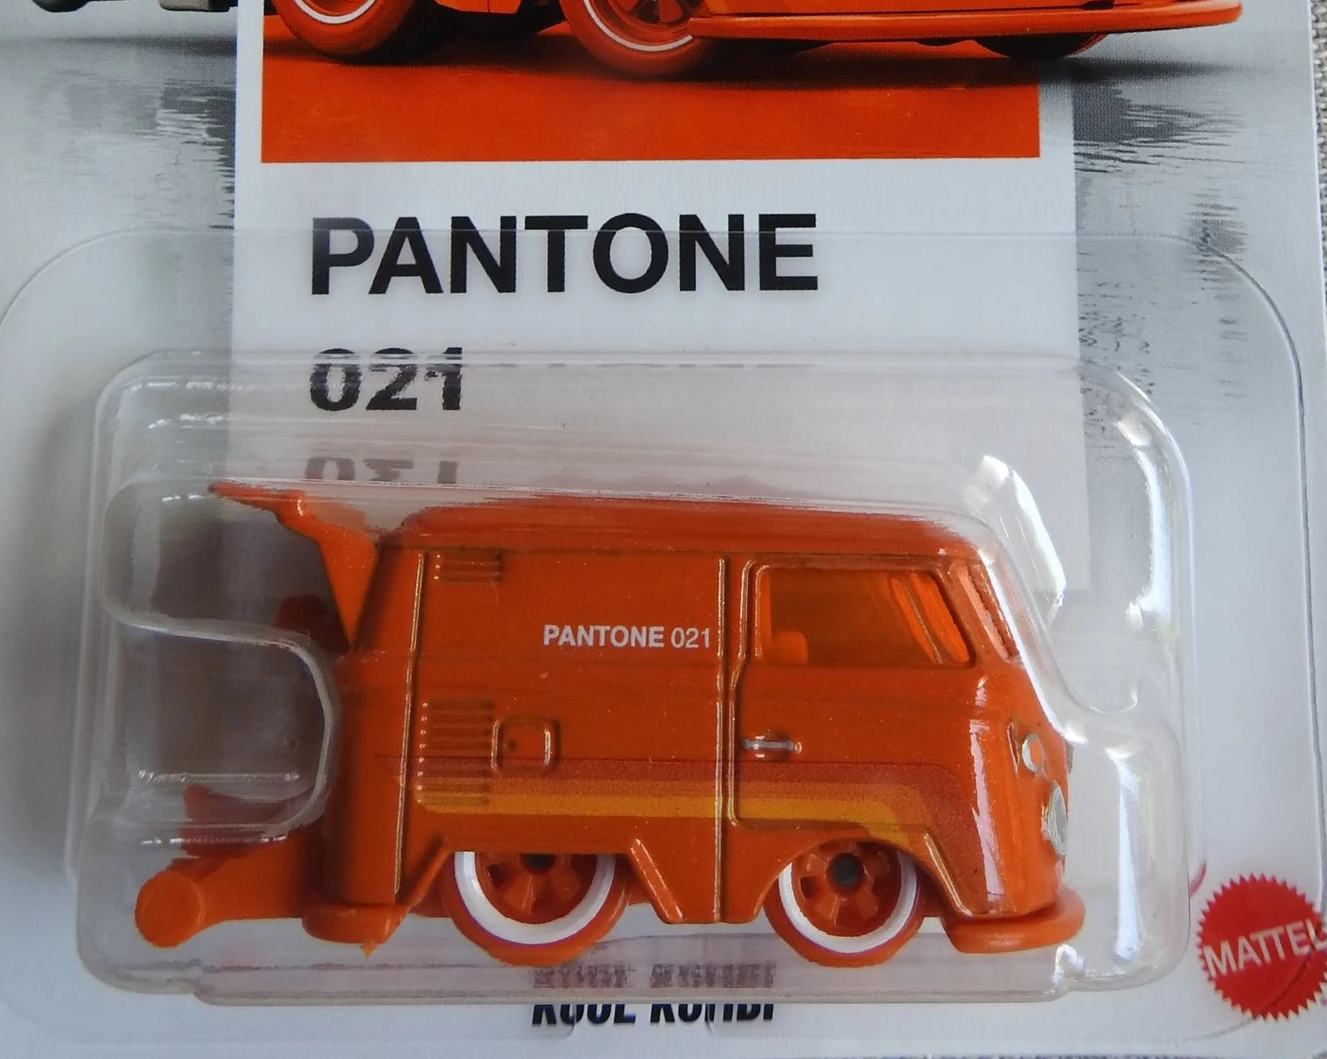 PANTONE
021
PANTONE 021
MATTEL
KOOL KOMBI